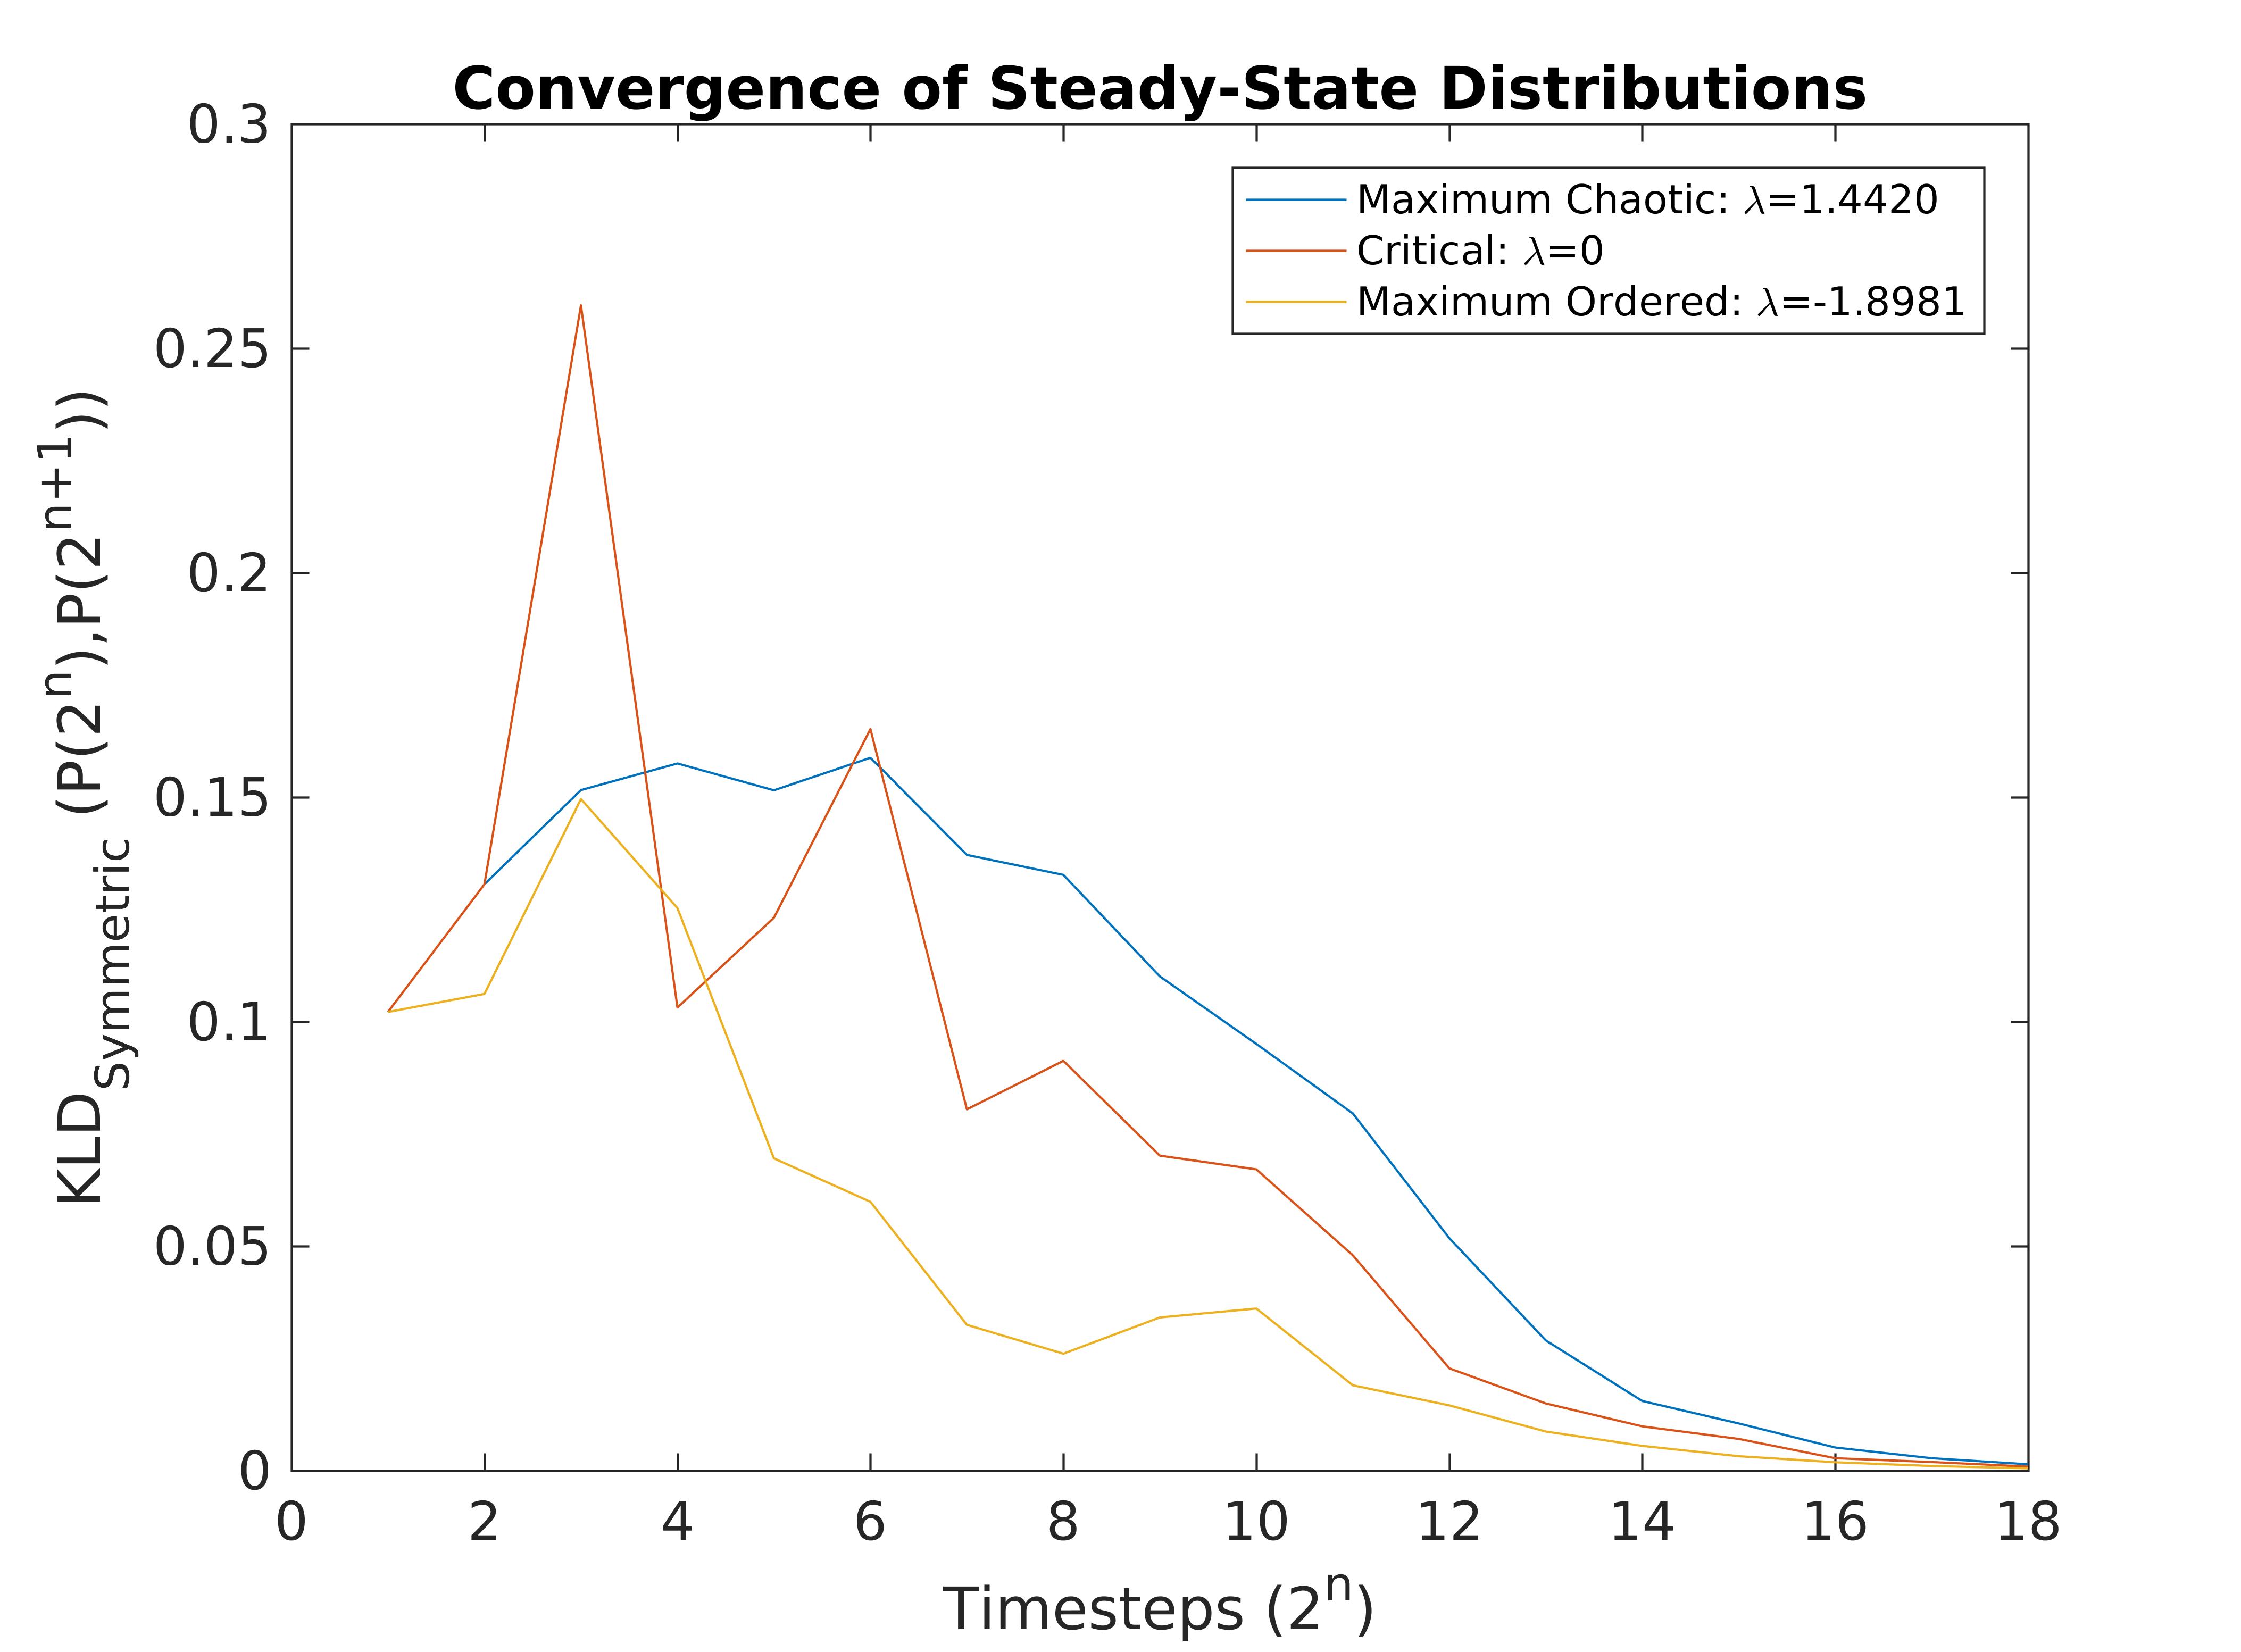 Convergence of Steady-State Distributions
KLD_Symmetric (P(2^n),P(2^{n+1}))
0.3
0.25
0.2
0.15
0.1
0.05
0
Maximum Chaotic: λ=1.4420
Critical: λ=0
Maximum Ordered: λ=-1.8981
0 2 4 6 8 10 12 14 16 18
Timesteps (2^n)